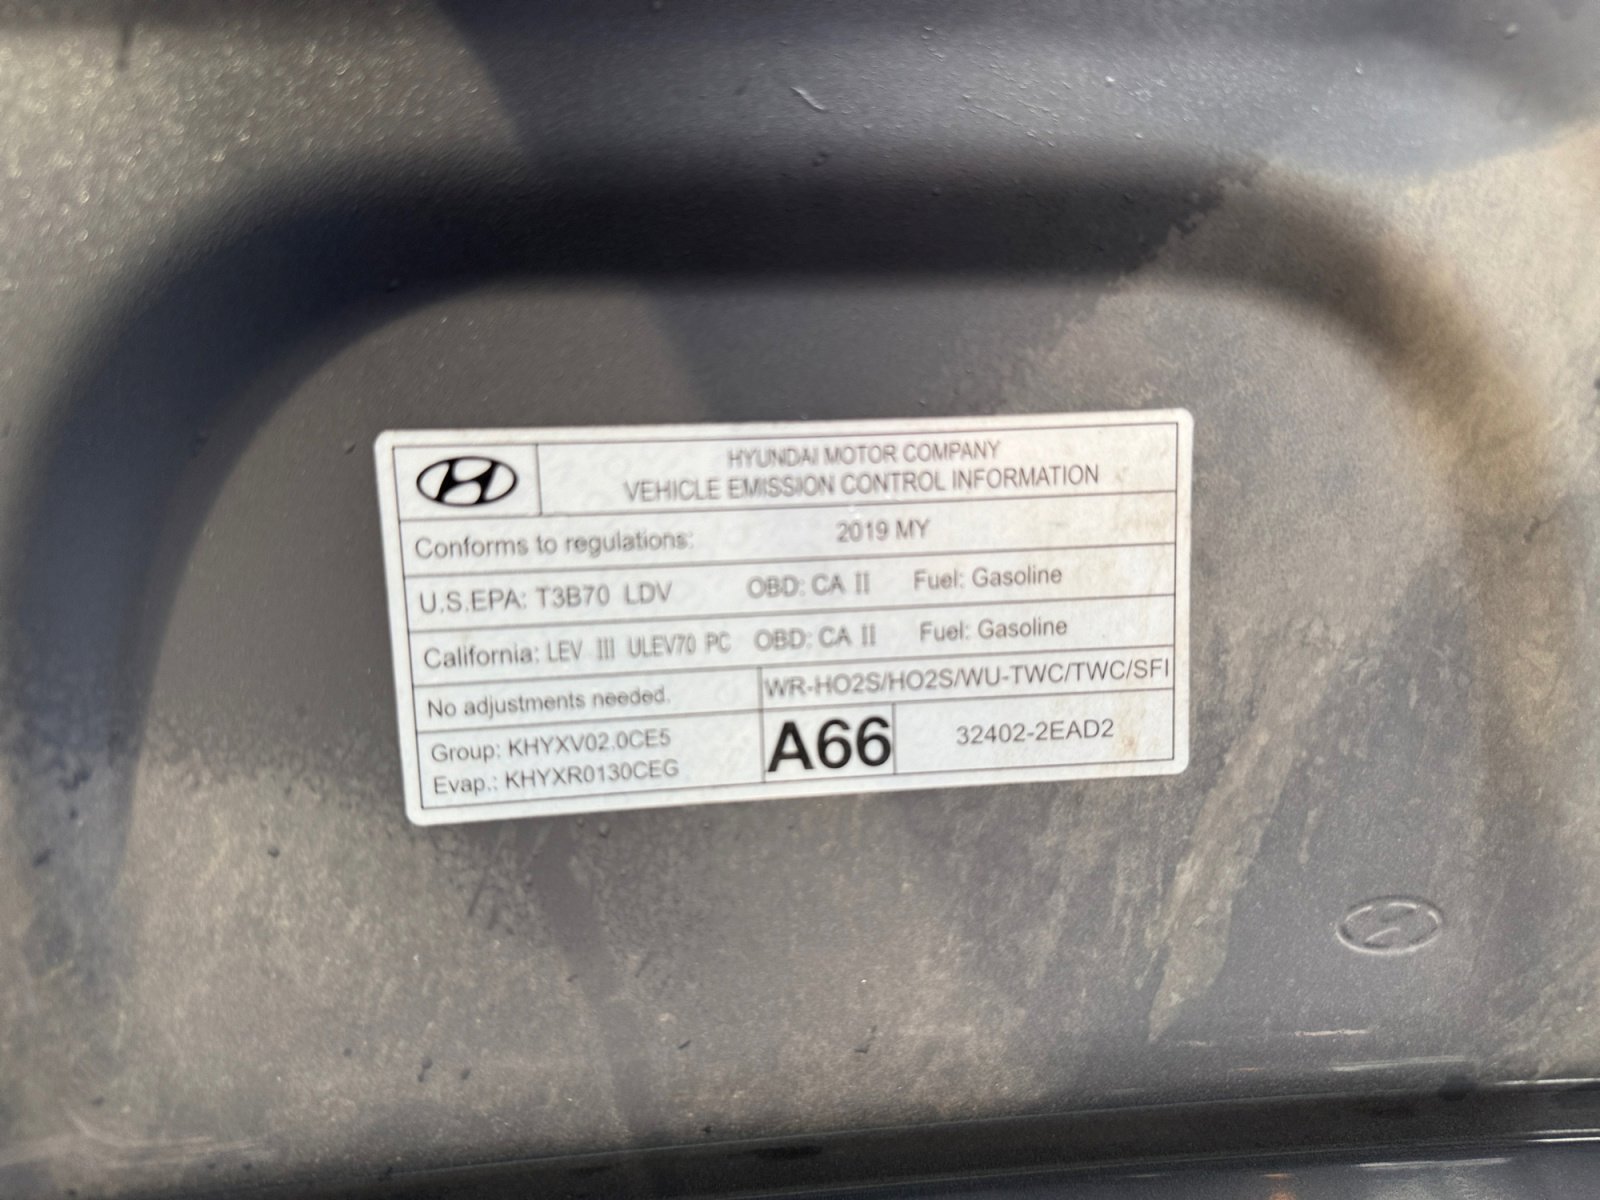 HYUNDAI MOTOR COMPANY
VEHICLE EMISSION CONTROL INFORMATION
Conforms to regulations: 2019 MY
U.S.EPA: T3B70 LDV OBD: CA II Fuel: Gasoline
California: LEV III ULEV70 PC OBD: CA II Fuel: Gasoline
No adjustments needed. WR-HO2S/HO2S/WU-TWC/TWC/SFI
Group: KHYXV02.0CE5
Evap.: KHYXR0130CEG
A66
32402-2EAD2